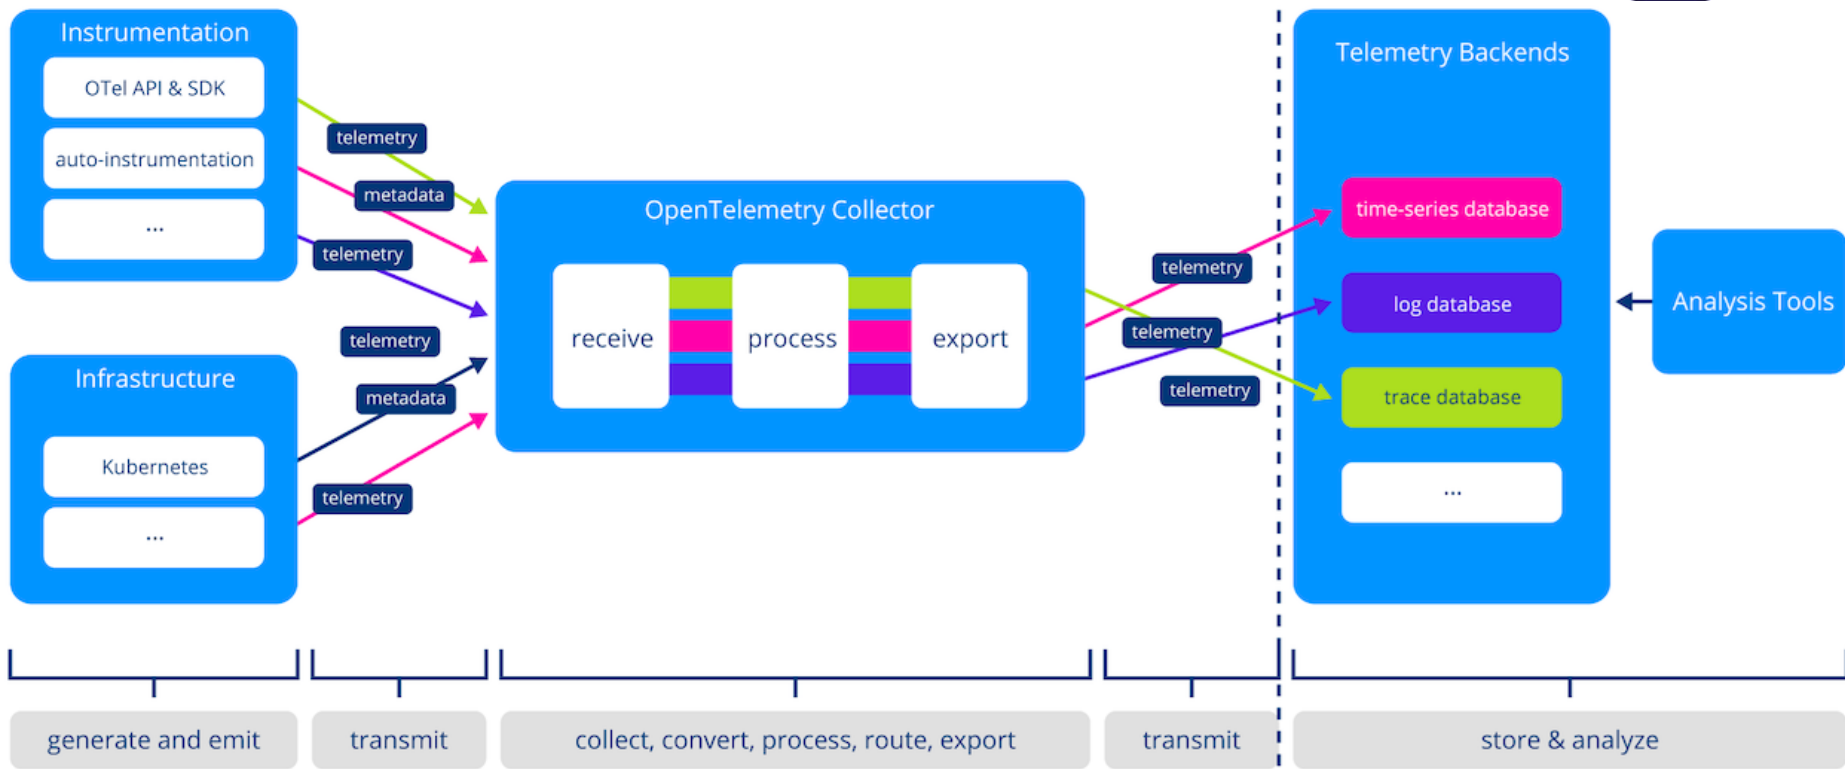 Instrumentation
OTel API & SDK
auto-instrumentation
...
telemetry
metadata
telemetry
Infrastructure
Kubernetes
...
telemetry
metadata
telemetry
OpenTelemetry Collector
receive
process
export
telemetry
telemetry
telemetry
Telemetry Backends
time-series database
log database
trace database
...
Analysis Tools
generate and emit
transmit
collect, convert, process, route, export
transmit
store & analyze